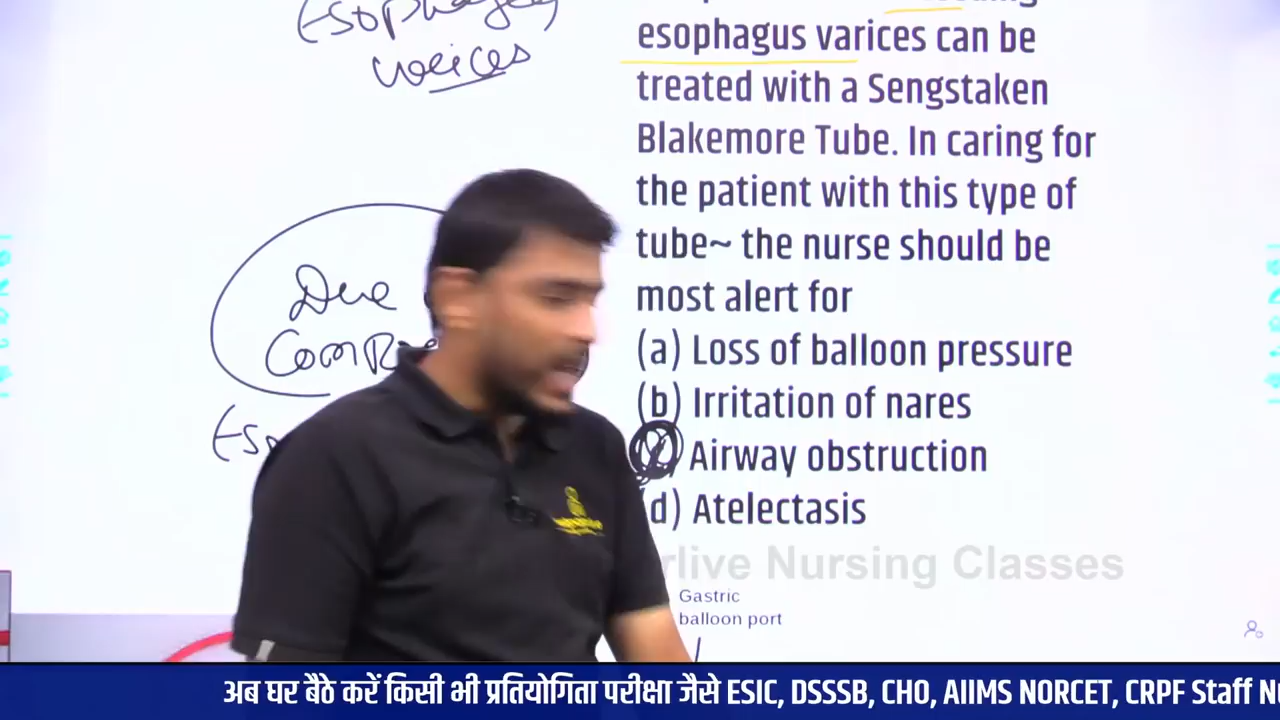 esophagus varices can be
treated with a Sengstaken
Blakemore Tube. In caring for
the patient with this type of
tube~ the nurse should be
most alert for
(a) Loss of balloon pressure
(b) Irritation of nares
Airway obstruction
(d) Atelectasis
Due
rlive Nursing Classes
Gastric
balloon port
अब घर बैठे करें किसी भी प्रतियोगिता परीक्षा जैसे ESIC, DSSSB, CHO, AIIMS NORCET, CRPF Staff